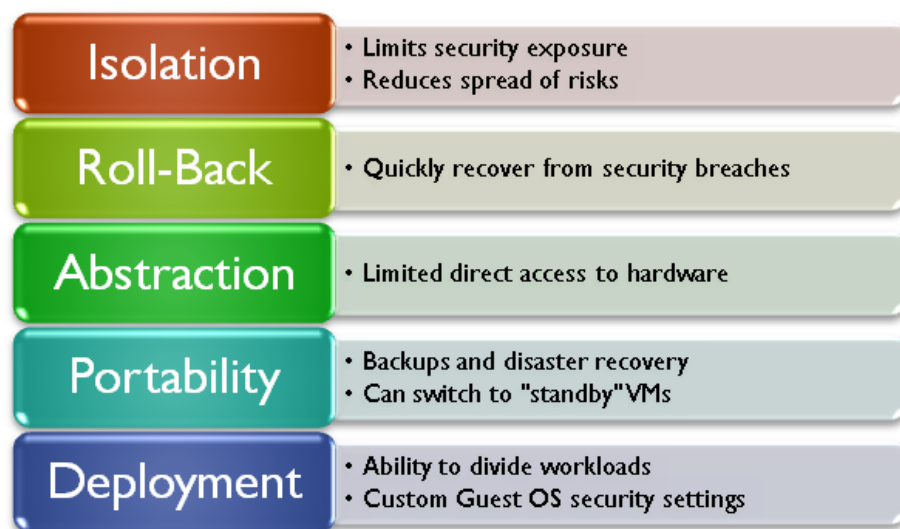 Isolation
• Limits security exposure
• Reduces spread of risks
Roll-Back
• Quickly recover from security breaches
Abstraction
• Limited direct access to hardware
Portability
• Backups and disaster recovery
• Can switch to "standby" VMs
Deployment
• Ability to divide workloads
• Custom Guest OS security settings